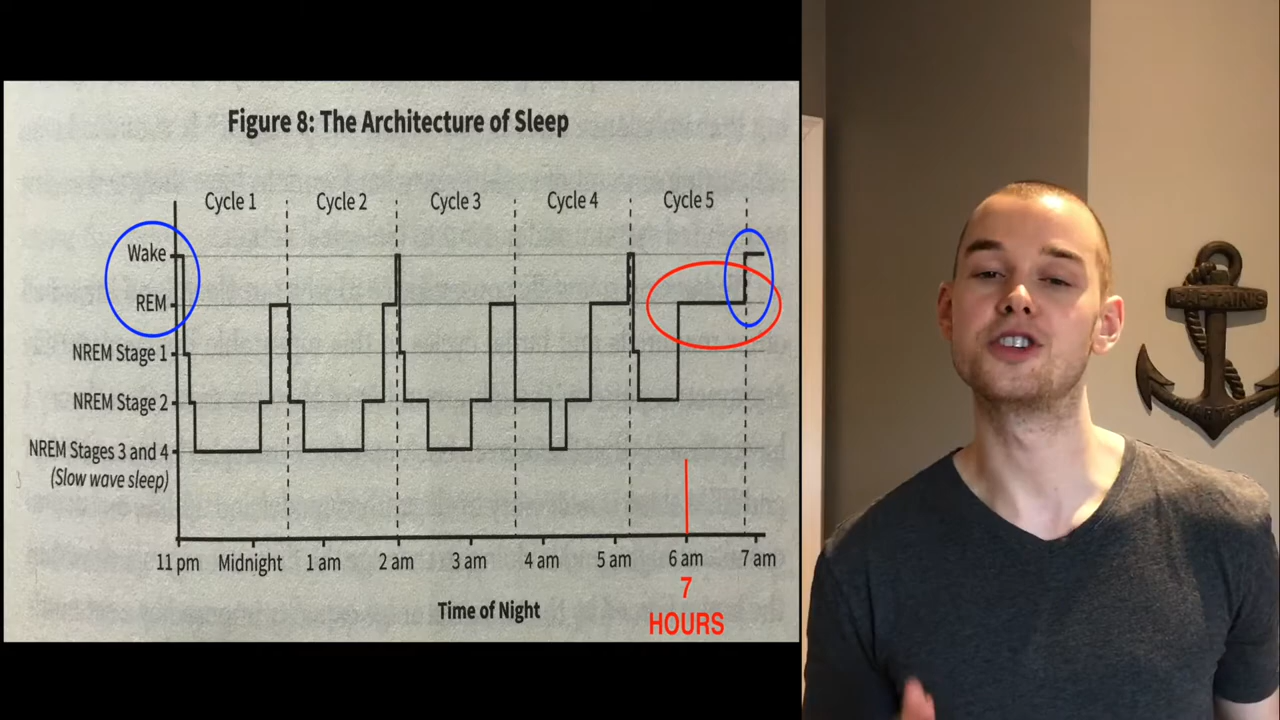 Figure 8: The Architecture of Sleep
Cycle 1 Cycle 2 Cycle 3 Cycle 4 Cycle 5
Wake
REM
NREM Stage 1
NREM Stage 2
NREM Stages 3 and 4
(Slow wave sleep)
11 pm Midnight 1 am 2 am 3 am 4 am 5 am 6 am 7 am
7
HOURS
Time of Night
CAPTAIN'S